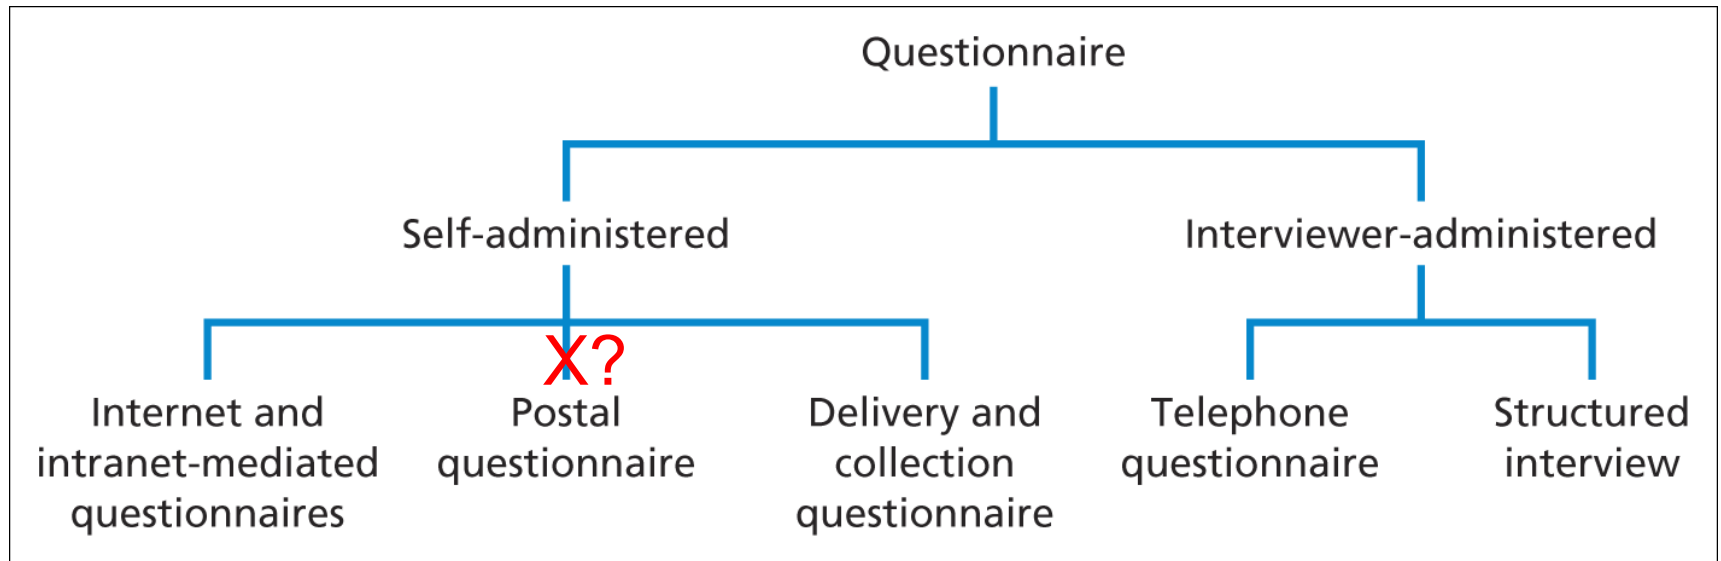 Questionnaire
Self-administered
Interviewer-administered
X?
Internet and
intranet-mediated
questionnaires
Postal
questionnaire
Delivery and
collection
questionnaire
Telephone
questionnaire
Structured
interview